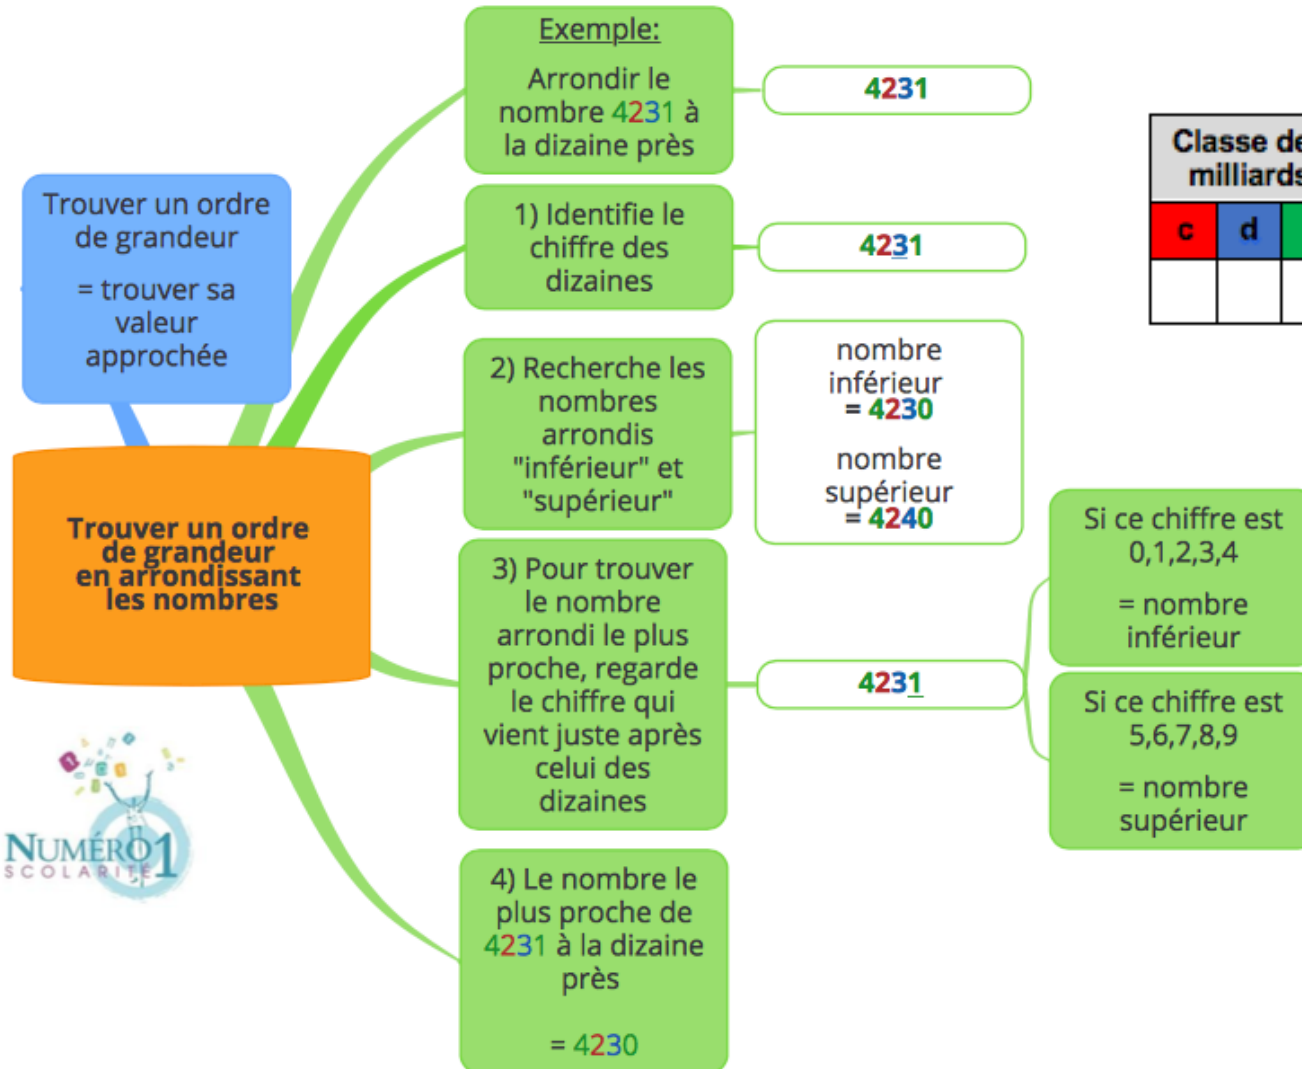 Trouver un ordre
de grandeur
= trouver sa
valeur
approchée
Trouver un ordre
de grandeur
en arrondissant
les nombres
NUMÉRO1
SCOLARITÉ
Exemple:
Arrondir le
nombre 4231 à
la dizaine près
4231
1) Identifie le
chiffre des
dizaines
4231
2) Recherche les
nombres
arrondis
"inférieur" et
"supérieur"
nombre
inférieur
= 4230
nombre
supérieur
= 4240
3) Pour trouver
le nombre
arrondi le plus
proche, regarde
le chiffre qui
vient juste après
celui des
dizaines
4231
Si ce chiffre est
0,1,2,3,4
= nombre
inférieur
Si ce chiffre est
5,6,7,8,9
= nombre
supérieur
4) Le nombre le
plus proche de
4231 à la dizaine
près
= 4230
Classe de
milliards
c d